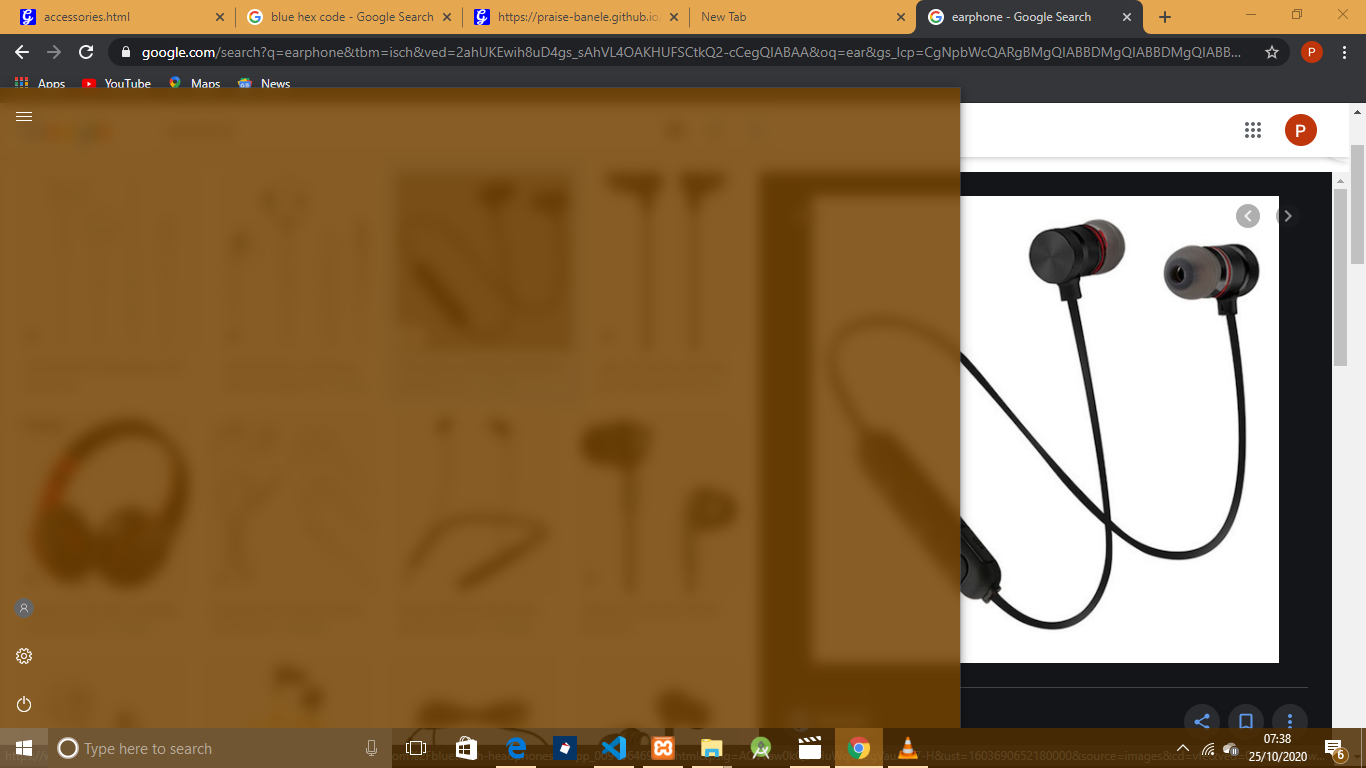 accessories.html
blue hex code - Google Search
https://praise-banele.github.io
New Tab
earphone - Google Search
google.com/search?q=earphone&tbm=isch&ved=2ahUKEwih8uD4gs_sAhVL4OAKHUFSCtkQ2-cCegQIABAA&oq=ear&gs_lcp=CgNpbWcQARgBMgQIABBDMgQIABBDMgQIABB...
P
Apps
YouTube
Maps
News
P
Type here to search
07:38
25/10/2020
6